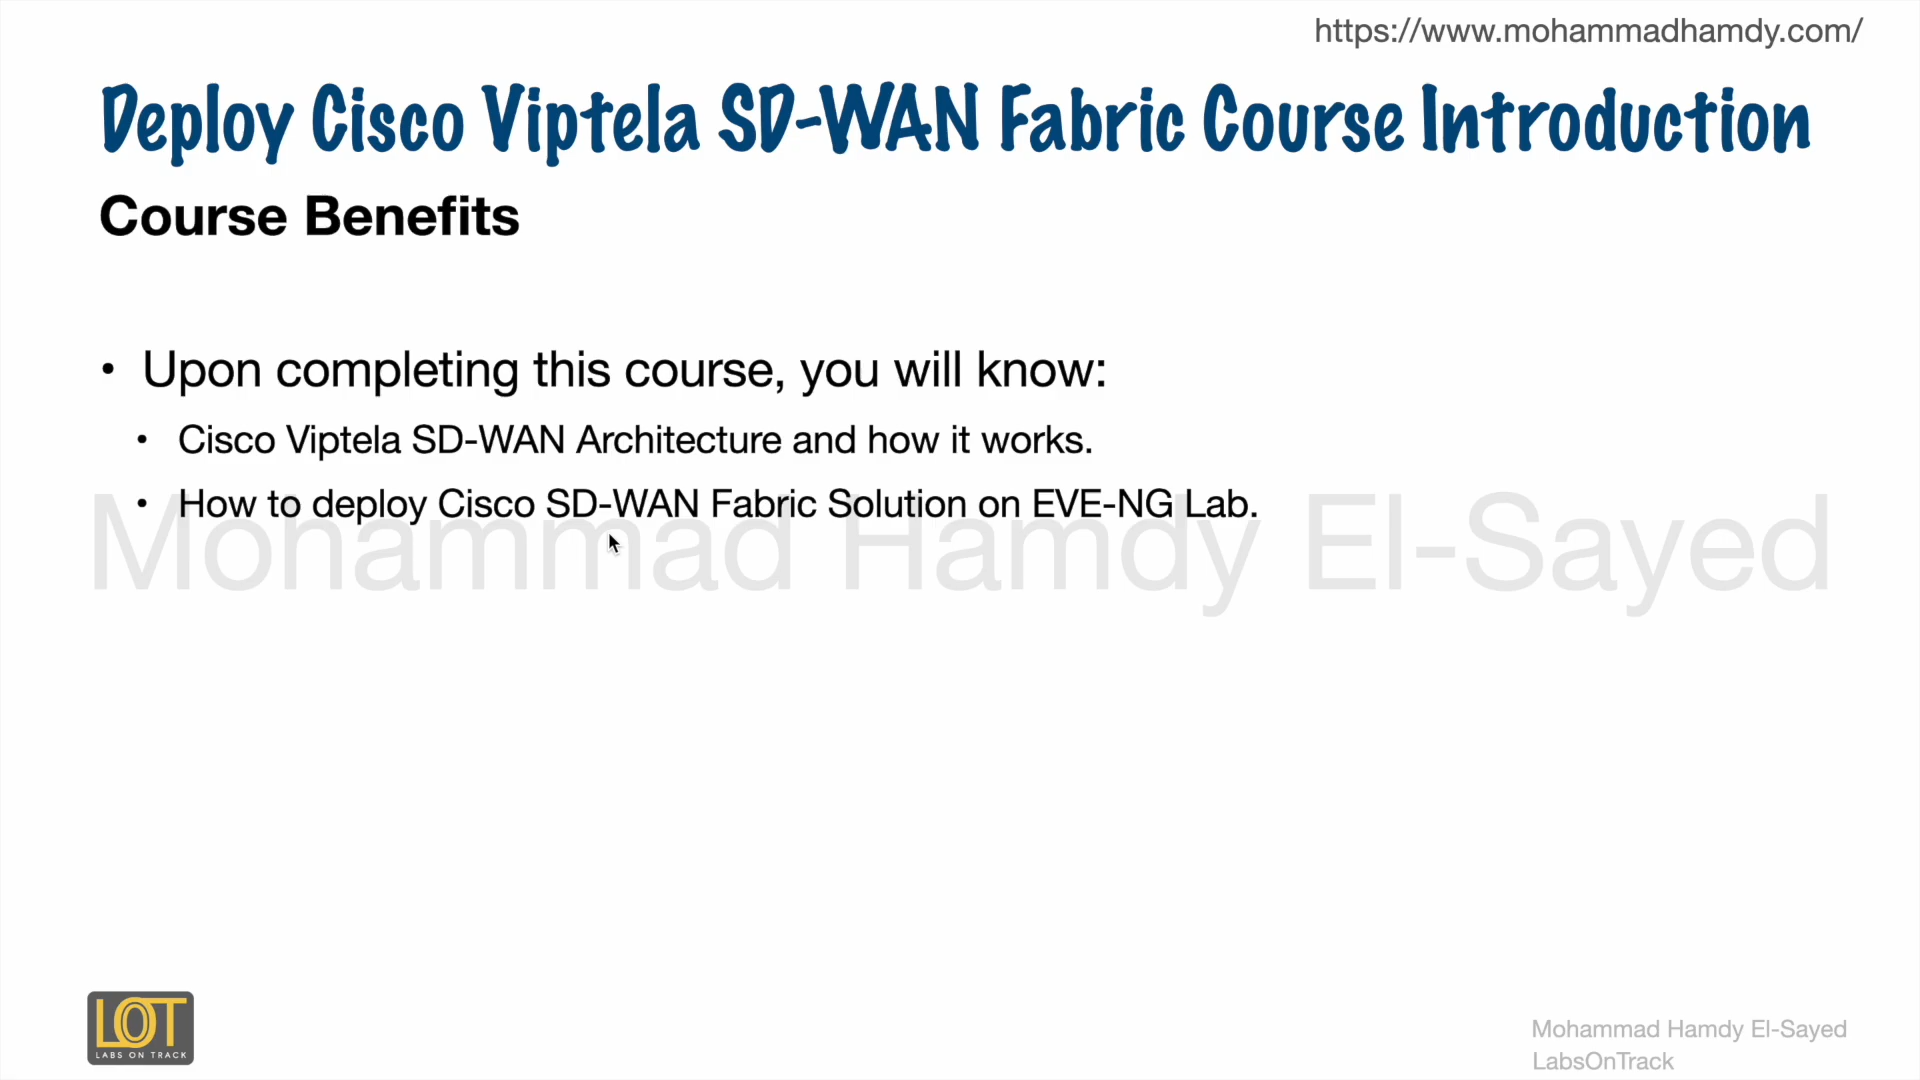 https://www.mohammadhamdy.com/
Deploy Cisco Viptela SD-WAN Fabric Course Introduction
Course Benefits
• Upon completing this course, you will know:
• Cisco Viptela SD-WAN Architecture and how it works.
• How to deploy Cisco SD-WAN Fabric Solution on EVE-NG Lab.
Mohammad Hamdy El-Sayed
LOT
LABS ON TRACK
Mohammad Hamdy El-Sayed
LabsOnTrack